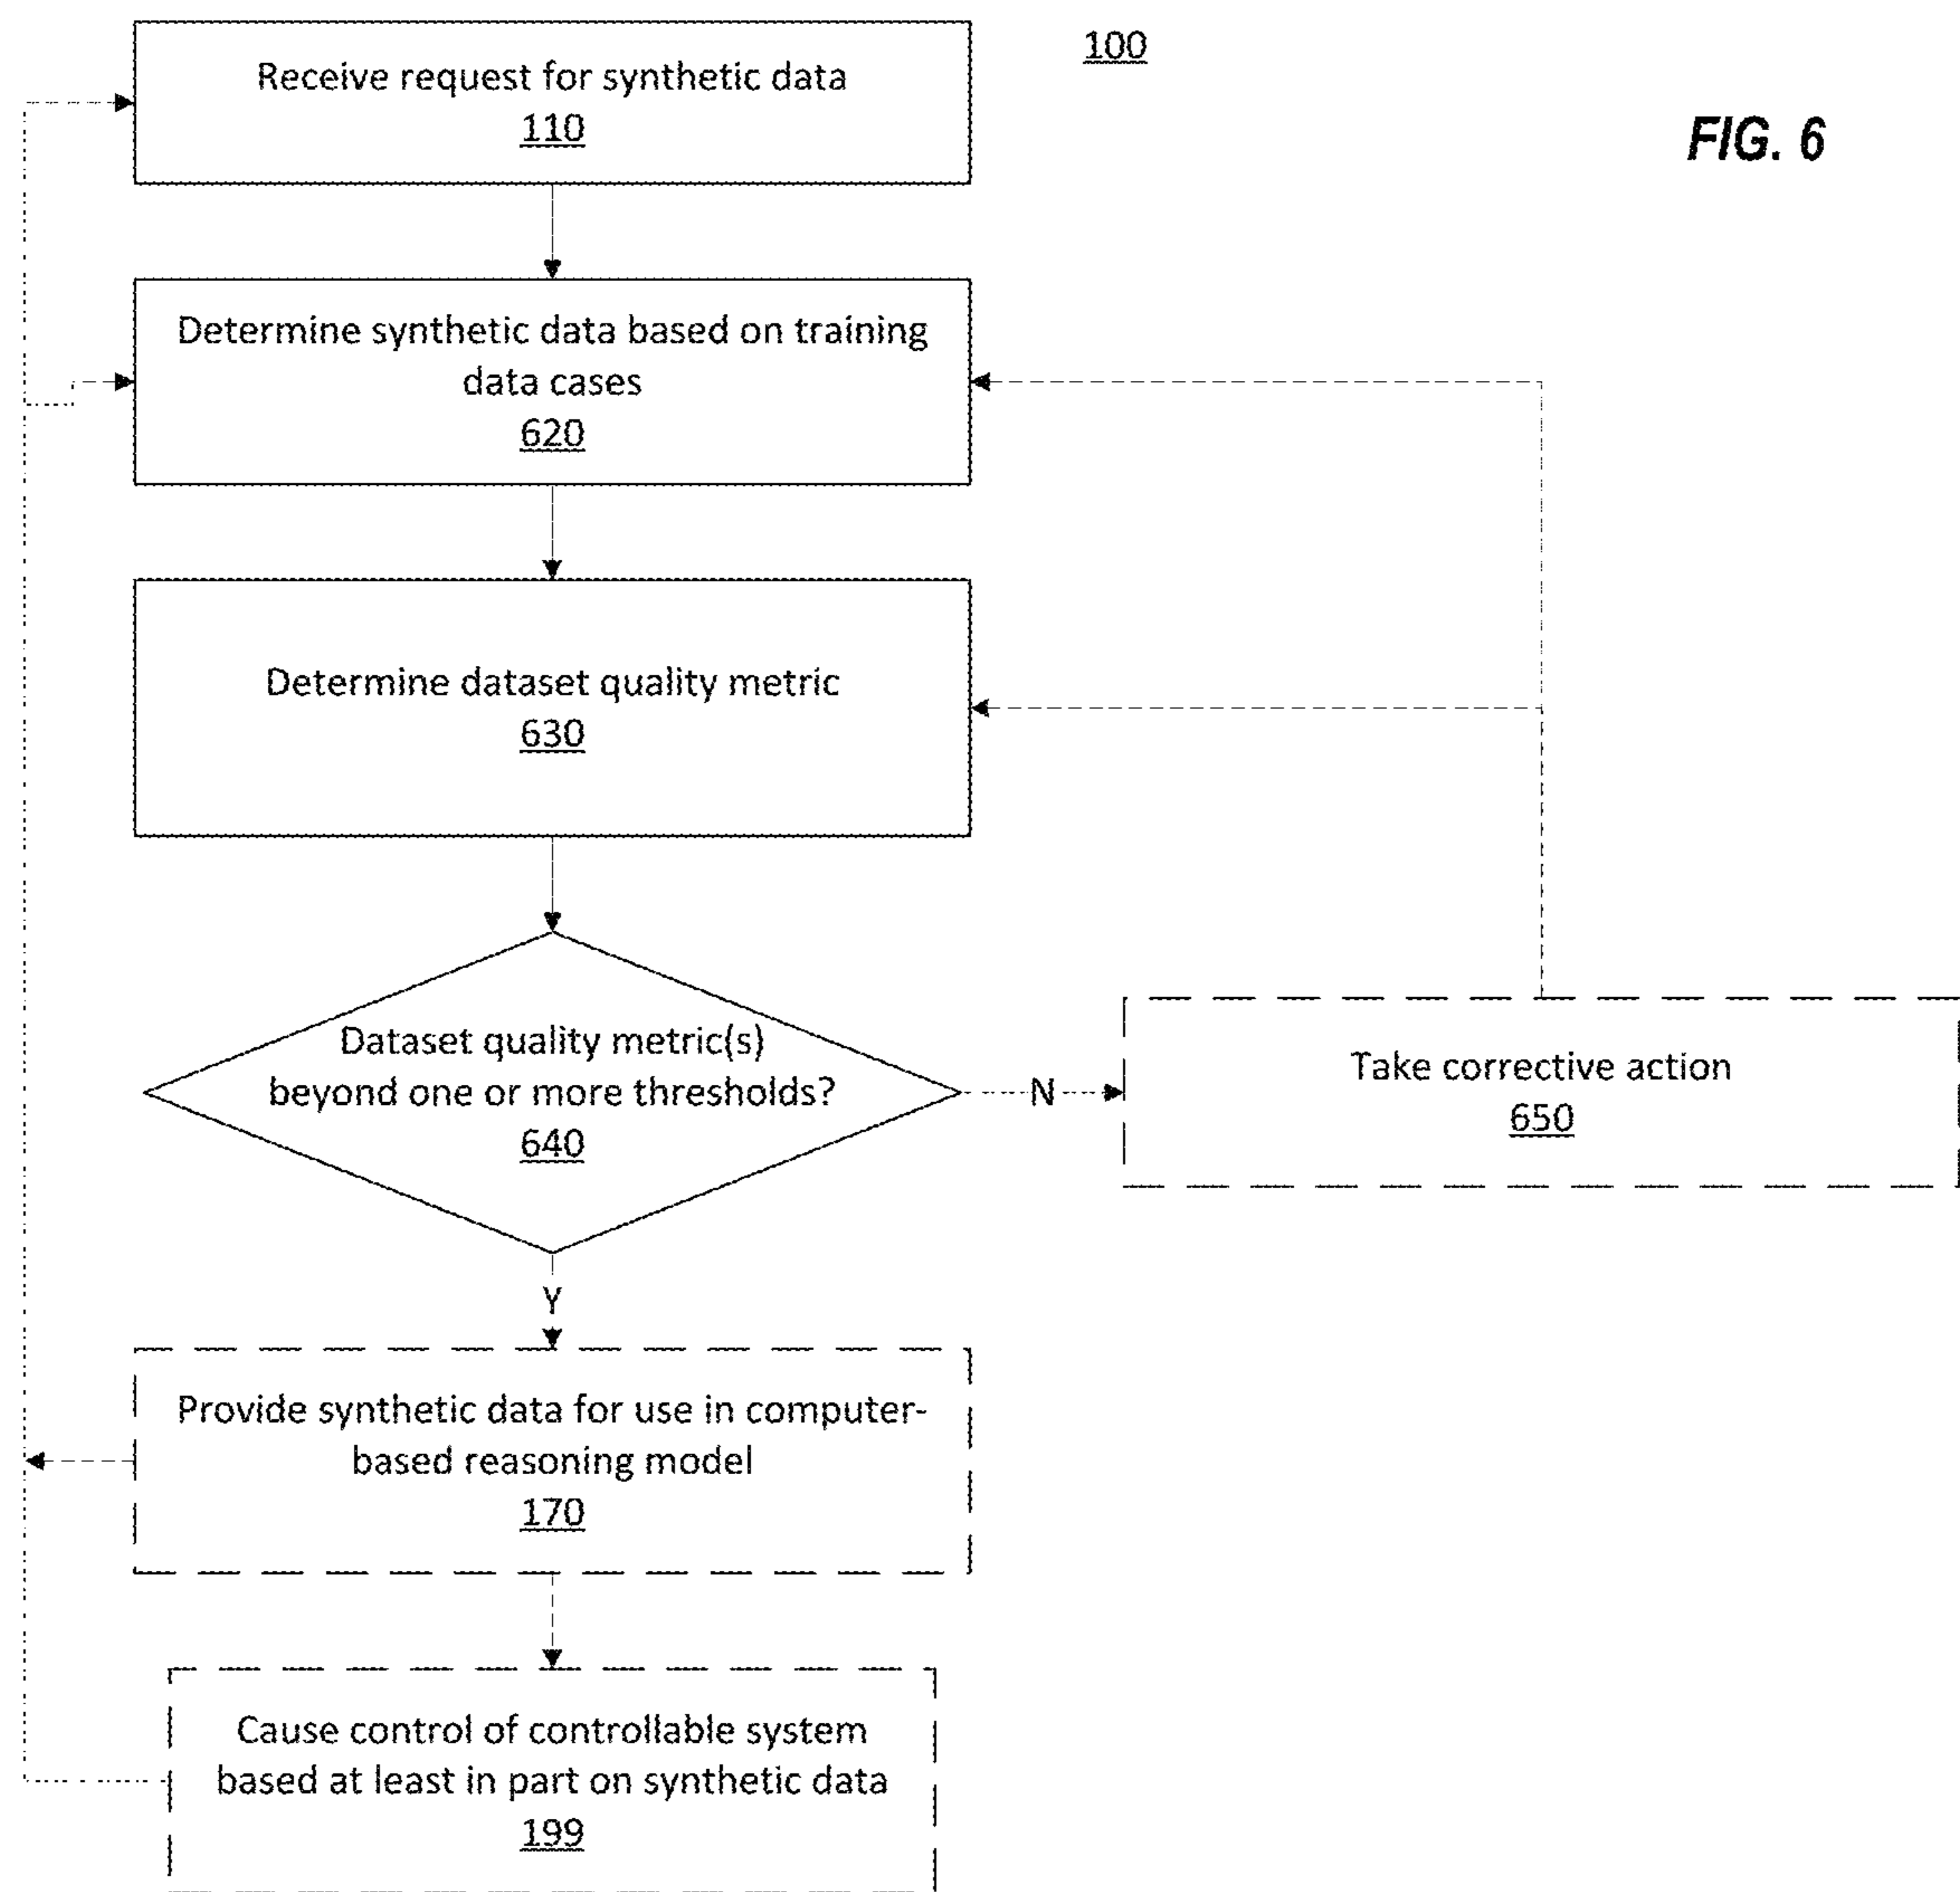 100
FIG. 6
Receive request for synthetic data
110
Determine synthetic data based on training
data cases
620
Determine dataset quality metric
630
Dataset quality metric(s)
beyond one or more thresholds?
640
N
Take corrective action
650
Y
Provide synthetic data for use in computer-
based reasoning model
170
Cause control of controllable system
based at least in part on synthetic data
199